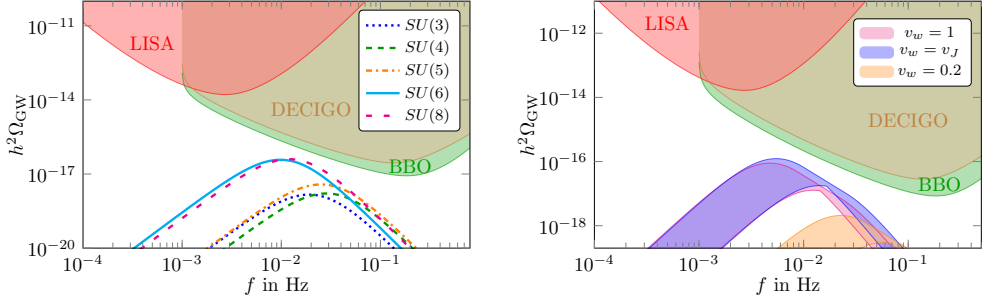 10⁻¹¹
10⁻¹⁴
10⁻¹⁷
10⁻²⁰
h²Ω_GW
LISA
DECIGO
BBO
SU(3)
SU(4)
SU(5)
SU(6)
SU(8)
10⁻⁴ 10⁻³ 10⁻² 10⁻¹
f in Hz
10⁻¹²
10⁻¹⁴
10⁻¹⁶
10⁻¹⁸
h²Ω_GW
LISA
DECIGO
BBO
v_w = 1
v_w = v_J
v_w = 0.2
10⁻⁴ 10⁻³ 10⁻² 10⁻¹
f in Hz